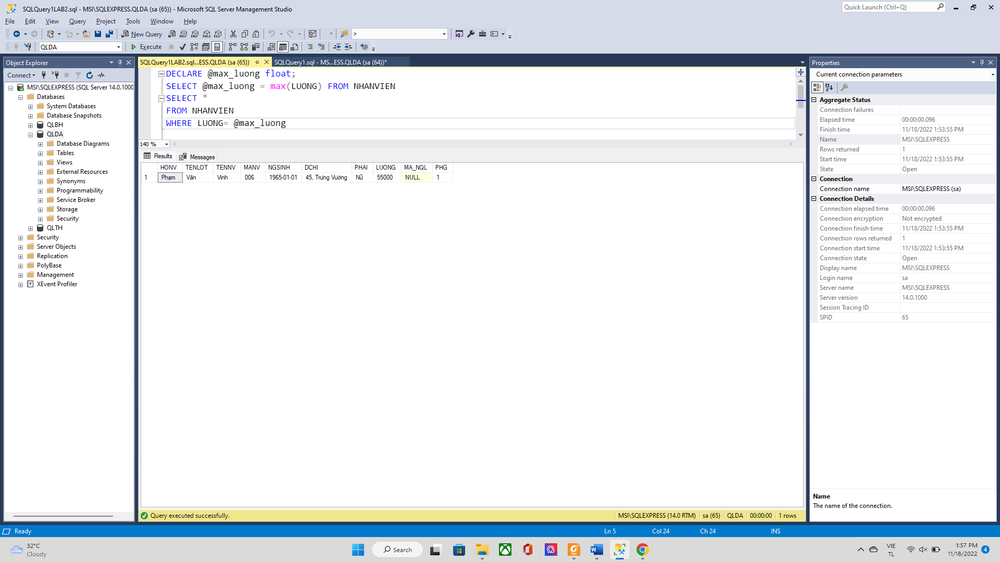 SQLQuery1LAB2.sql - MSI\SQLEXPRESS.QLDA (sa (65)) - Microsoft SQL Server Management Studio
Quick Launch (Ctrl+Q)
File Edit View Query Project Tools Window Help
New Query
MDX DMX XMLA DAX
>
QLDA
Execute
Object Explorer
Connect
MSI\SQLEXPRESS (SQL Server 14.0.1000
Databases
System Databases
Database Snapshots
QLBH
QLDA
Database Diagrams
Tables
Views
External Resources
Synonyms
Programmability
Service Broker
Storage
Security
QLTH
Security
Server Objects
Replication
PolyBase
Management
XEvent Profiler
SQLQuery1LAB2.sql...ESS.QLDA (sa (65))
SQLQuery1.sql - MS...ESS.QLDA (sa (64))*
DECLARE @max_luong float;
SELECT @max_luong = max(LUONG) FROM NHANVIEN
SELECT *
FROM NHANVIEN
WHERE LUONG= @max_luong
140 %
Results Messages
HONV TENLOT TENNV MANV NGSINH DCHI PHAI LUONG MA_NQL PHG
1 Phạm Văn Vinh 006 1965-01-01 45, Trưng Vương Nữ 55000 NULL 1
Query executed successfully.
MSI\SQLEXPRESS (14.0 RTM) sa (65) QLDA 00:00:00 1 rows
Properties
Current connection parameters
Aggregate Status
Connection failures
Elapsed time 00:00:00.096
Finish time 11/18/2022 1:53:55 PM
Name MSI\SQLEXPRESS
Rows returned 1
Start time 11/18/2022 1:53:55 PM
State Open
Connection
Connection name MSI\SQLEXPRESS (sa)
Connection Details
Connection elapsed time 00:00:00.096
Connection encryption Not encrypted
Connection finish time 11/18/2022 1:53:55 PM
Connection rows returned 1
Connection start time 11/18/2022 1:53:55 PM
Connection state Open
Display name MSI\SQLEXPRESS
Login name sa
Server name MSI\SQLEXPRESS
Server version 14.0.1000
Session Tracing ID
SPID 65
Name
The name of the connection.
Ready
Ln 5 Col 24 Ch 24 INS
32°C
Cloudy
Search
VIE
TL
1:57 PM
11/18/2022
4